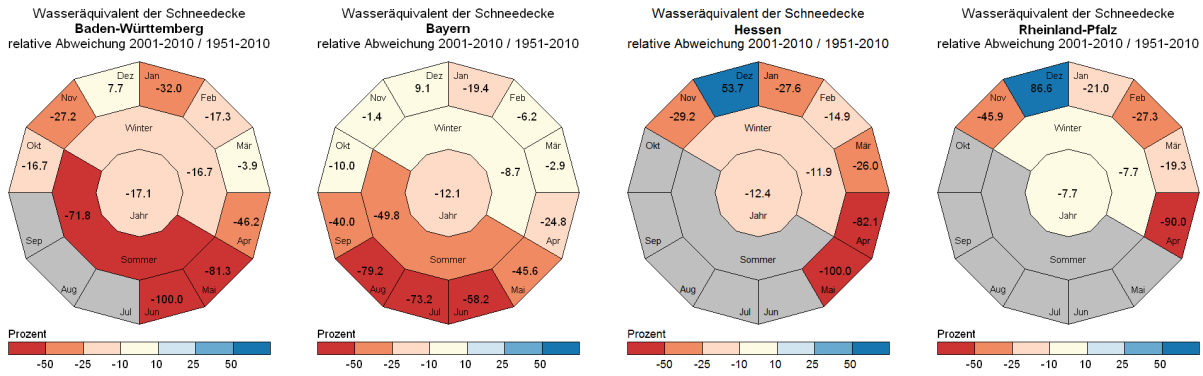 Wasseräquivalent der Schneedecke
Baden-Württemberg
relative Abweichung 2001-2010 / 1951-2010
Dez
7.7
Jan
-32.0
Feb
-17.3
Mär
-3.9
-46.2
Apr
-81.3
Mai
-100.0
Jun
Jul
Aug
Sep
Okt
-16.7
Nov
-27.2
Winter
-16.7
-71.8
Sommer
-17.1
Jahr
Prozent
-50 -25 -10 10 25 50
Wasseräquivalent der Schneedecke
Bayern
relative Abweichung 2001-2010 / 1951-2010
Dez
9.1
Jan
-19.4
Feb
-6.2
Mär
-2.9
-24.8
Apr
-45.6
Mai
-58.2
Jun
-73.2
Jul
-79.2
Aug
-40.0
Sep
Okt
-10.0
Nov
-1.4
Winter
-8.7
-49.8
Sommer
-12.1
Jahr
Prozent
-50 -25 -10 10 25 50
Wasseräquivalent der Schneedecke
Hessen
relative Abweichung 2001-2010 / 1951-2010
Dez
53.7
Jan
-27.6
Feb
-14.9
Mär
-26.0
-82.1
Apr
-100.0
Mai
Jun
Jul
Aug
Sep
Okt
Nov
-29.2
Winter
-11.9
Sommer
-12.4
Jahr
Prozent
-50 -25 -10 10 25 50
Wasseräquivalent der Schneedecke
Rheinland-Pfalz
relative Abweichung 2001-2010 / 1951-2010
Dez
86.6
Jan
-21.0
Feb
-27.3
Mär
-19.3
-90.0
Apr
Mai
Jun
Jul
Aug
Sep
Okt
Nov
-45.9
Winter
-7.7
Sommer
-7.7
Jahr
Prozent
-50 -25 -10 10 25 50